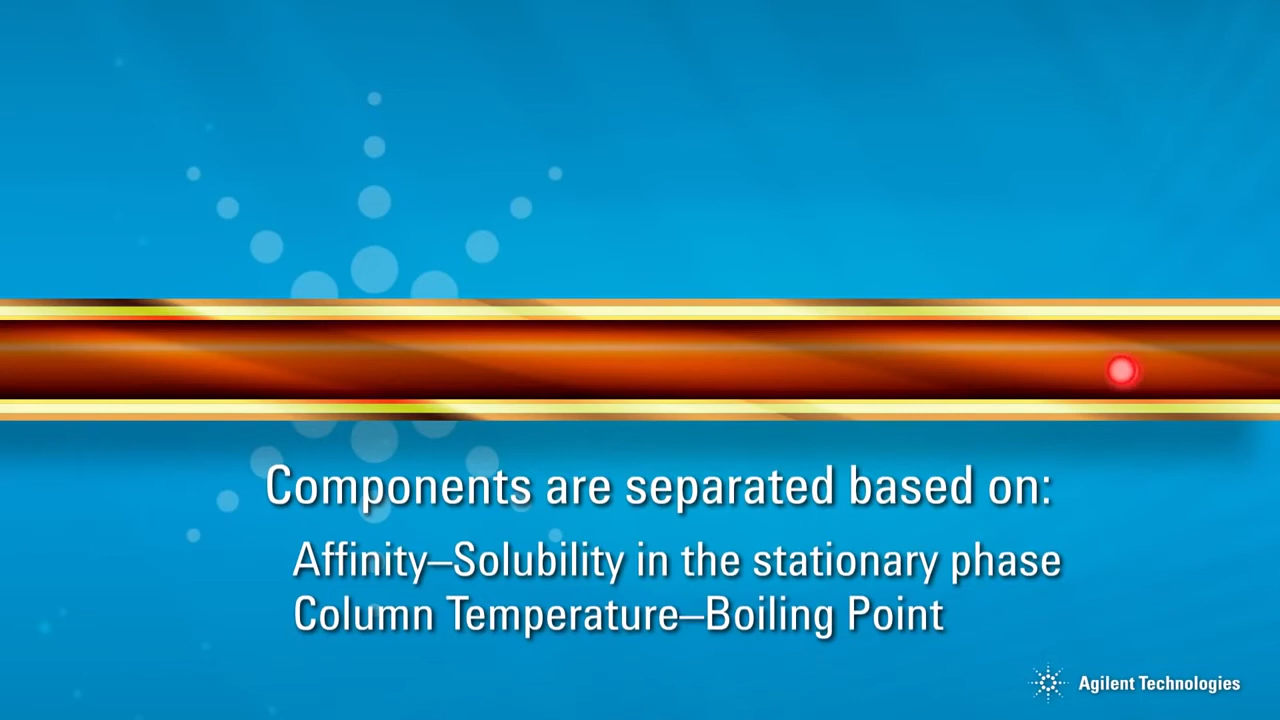 Components are separated based on:
Affinity–Solubility in the stationary phase
Column Temperature–Boiling Point
Agilent Technologies